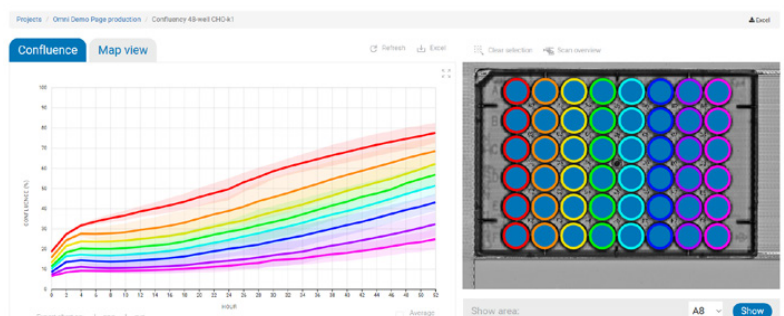 Projects / Omni Demo Page production / Confluency 48-well CHO-k1
Excel
Confluence
Map view
Refresh
Excel
Clear selection
Scan overview
100
90
80
70
60
50
40
30
20
10
0
CONFLUENCE (%)
0 2 4 6 8 10 12 14 16 18 20 22 24 26 28 30 32 34 36 38 40 42 44 46 48 50 52
HOUR
Average
A
B
Show area:
A8
Show